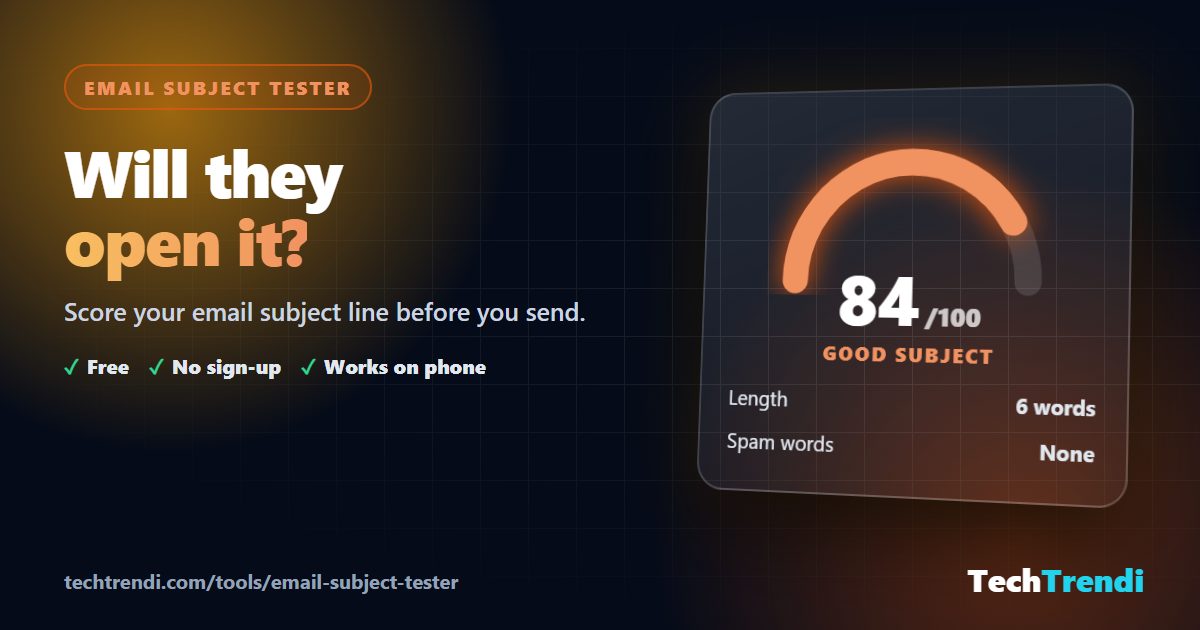 EMAIL SUBJECT TESTER
Will they
open it?
Score your email subject line before you send.
✓ Free ✓ No sign-up ✓ Works on phone
84 /100
GOOD SUBJECT
Length 6 words
Spam words None
techtrendi.com/tools/email-subject-tester
TechTrendi